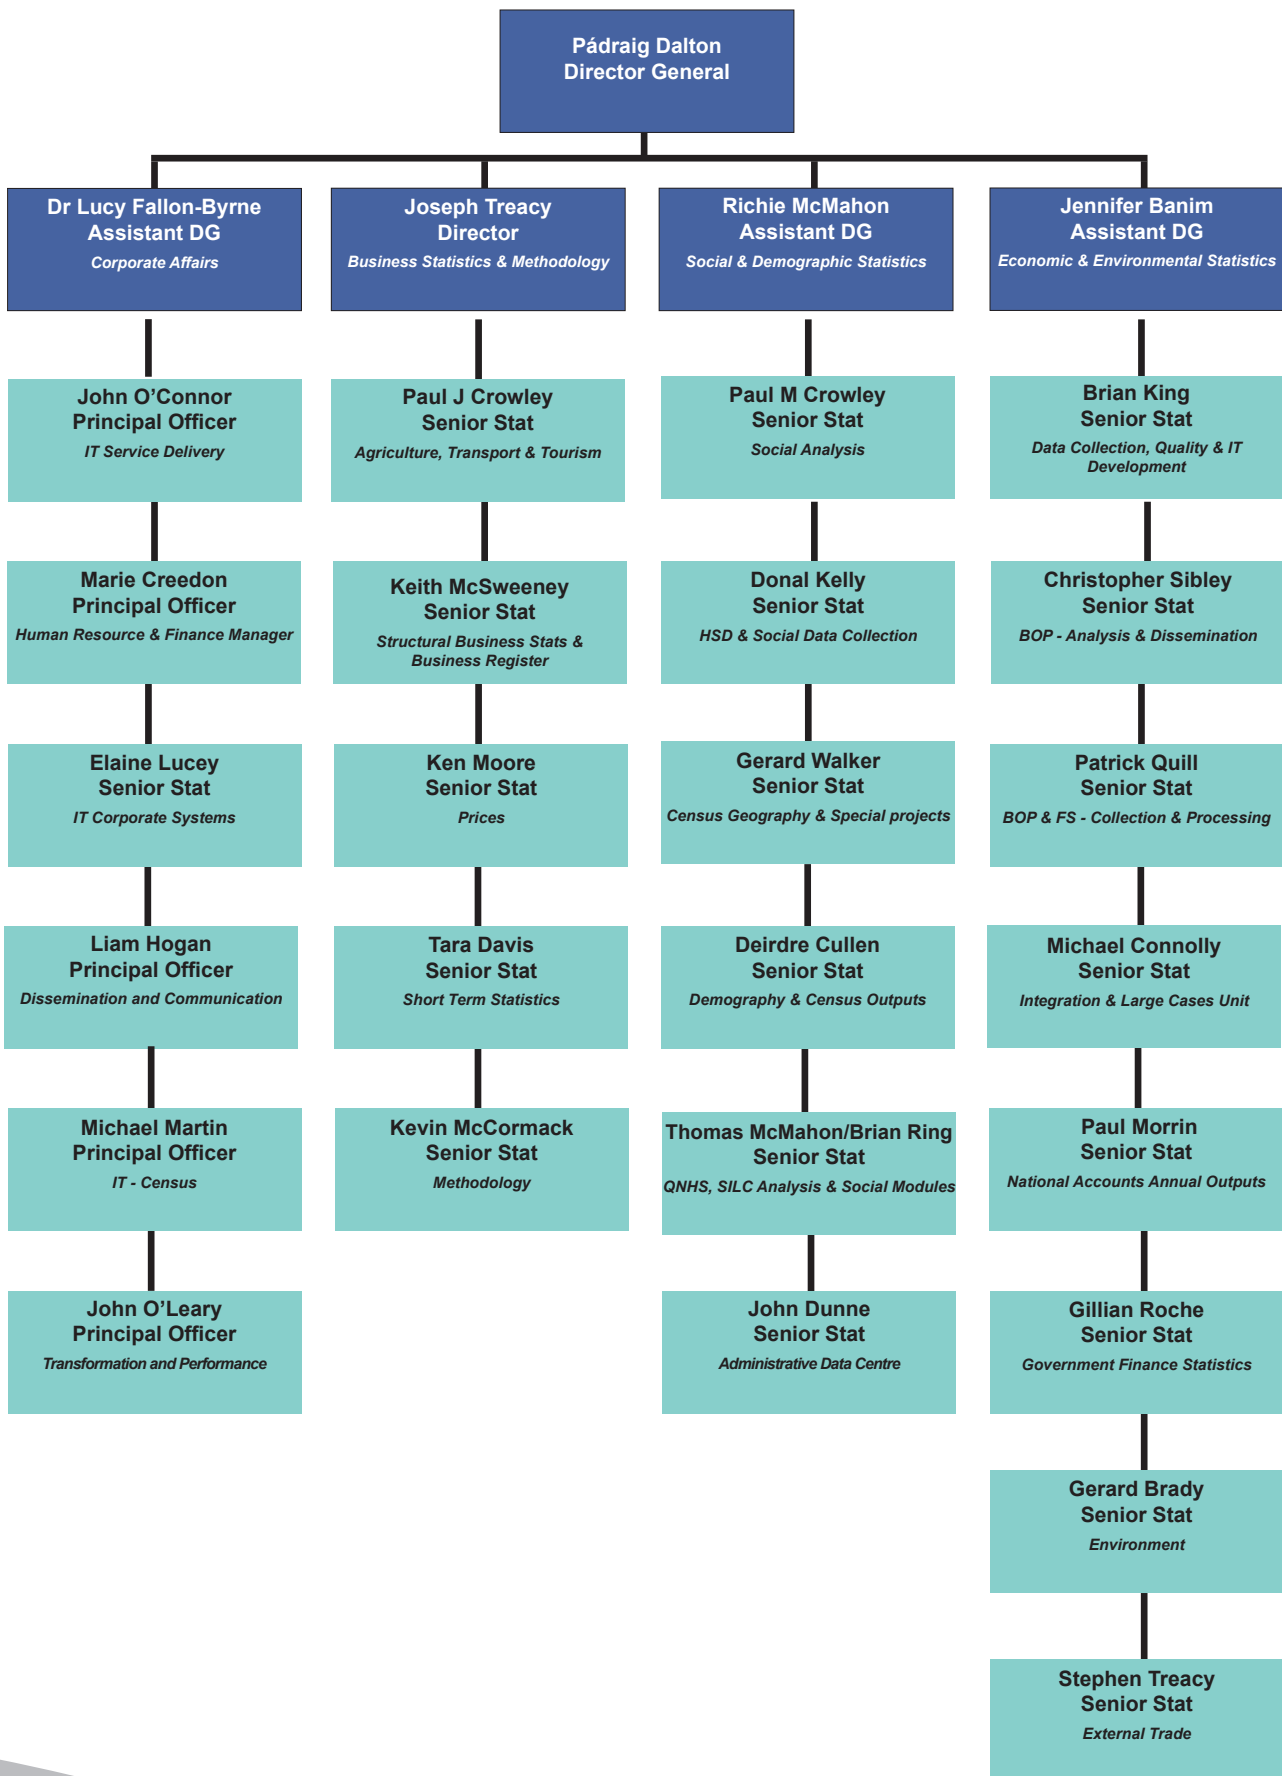 Pádraig Dalton
Director General
Dr Lucy Fallon-Byrne
Assistant DG
Corporate Affairs
Joseph Treacy
Director
Business Statistics & Methodology
Richie McMahon
Assistant DG
Social & Demographic Statistics
Jennifer Banim
Assistant DG
Economic & Environmental Statistics
John O’Connor
Principal Officer
IT Service Delivery
Marie Creedon
Principal Officer
Human Resource & Finance Manager
Elaine Lucey
Senior Stat
IT Corporate Systems
Liam Hogan
Principal Officer
Dissemination and Communication
Michael Martin
Principal Officer
IT - Census
John O’Leary
Principal Officer
Transformation and Performance
Paul J Crowley
Senior Stat
Agriculture, Transport & Tourism
Keith McSweeney
Senior Stat
Structural Business Stats &
Business Register
Ken Moore
Senior Stat
Prices
Tara Davis
Senior Stat
Short Term Statistics
Kevin McCormack
Senior Stat
Methodology
Paul M Crowley
Senior Stat
Social Analysis
Donal Kelly
Senior Stat
HSD & Social Data Collection
Gerard Walker
Senior Stat
Census Geography & Special projects
Deirdre Cullen
Senior Stat
Demography & Census Outputs
Thomas McMahon/Brian Ring
Senior Stat
QNHS, SILC Analysis & Social Modules
John Dunne
Senior Stat
Administrative Data Centre
Brian King
Senior Stat
Data Collection, Quality & IT
Development
Christopher Sibley
Senior Stat
BOP - Analysis & Dissemination
Patrick Quill
Senior Stat
BOP & FS - Collection & Processing
Michael Connolly
Senior Stat
Integration & Large Cases Unit
Paul Morrin
Senior Stat
National Accounts Annual Outputs
Gillian Roche
Senior Stat
Government Finance Statistics
Gerard Brady
Senior Stat
Environment
Stephen Treacy
Senior Stat
External Trade